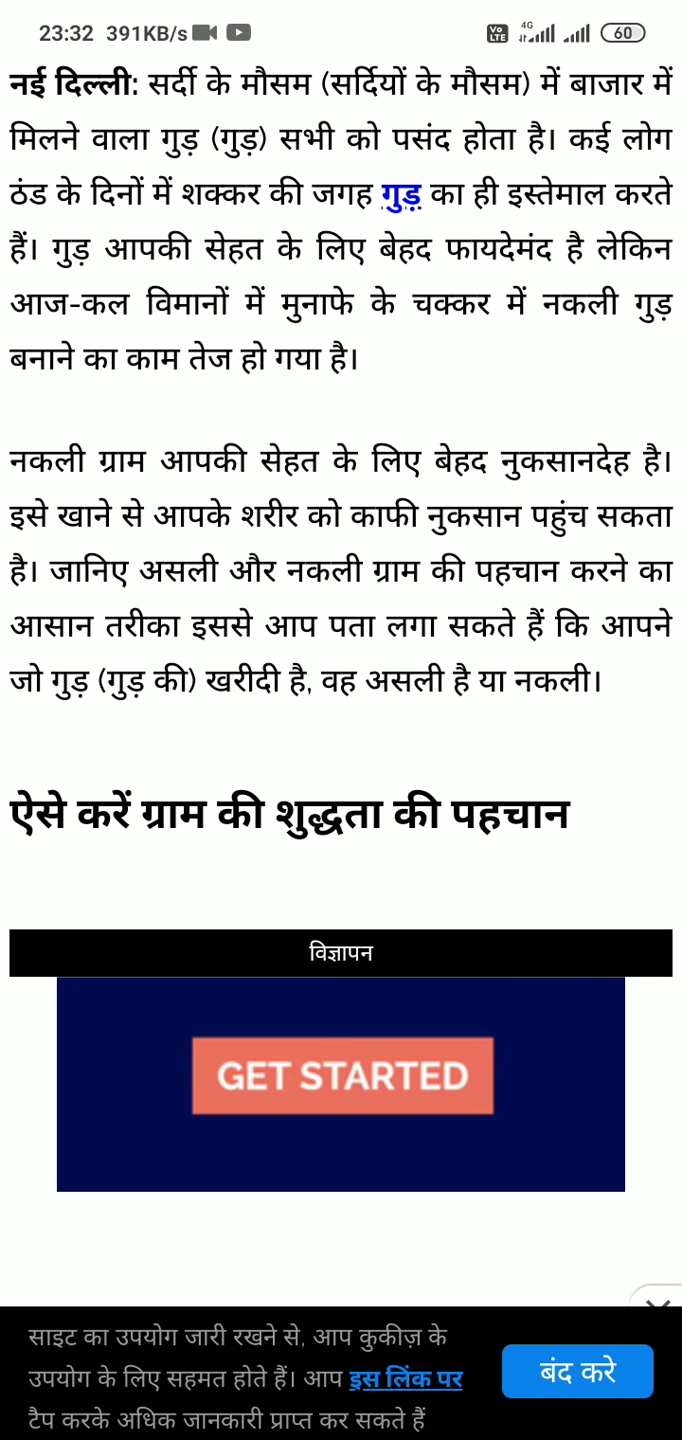 23:32 391KB/s
Vo LTE 4G 60
नई दिल्ली: सर्दी के मौसम (सर्दियों के मौसम) में बाजार में
मिलने वाला गुड़ (गुड़) सभी को पसंद होता है। कई लोग
ठंड के दिनों में शक्कर की जगह गुड़ का ही इस्तेमाल करते
हैं। गुड़ आपकी सेहत के लिए बेहद फायदेमंद है लेकिन
आज-कल विमानों में मुनाफे के चक्कर में नकली गुड़
बनाने का काम तेज हो गया है।
नकली ग्राम आपकी सेहत के लिए बेहद नुकसानदेह है।
इसे खाने से आपके शरीर को काफी नुकसान पहुंच सकता
है। जानिए असली और नकली ग्राम की पहचान करने का
आसान तरीका इससे आप पता लगा सकते हैं कि आपने
जो गुड़ (गुड़ की) खरीदी है, वह असली है या नकली।
ऐसे करें ग्राम की शुद्धता की पहचान
विज्ञापन
GET STARTED
साइट का उपयोग जारी रखने से, आप कुकीज़ के
उपयोग के लिए सहमत होते हैं। आप इस लिंक पर
टैप करके अधिक जानकारी प्राप्त कर सकते हैं
बंद करे